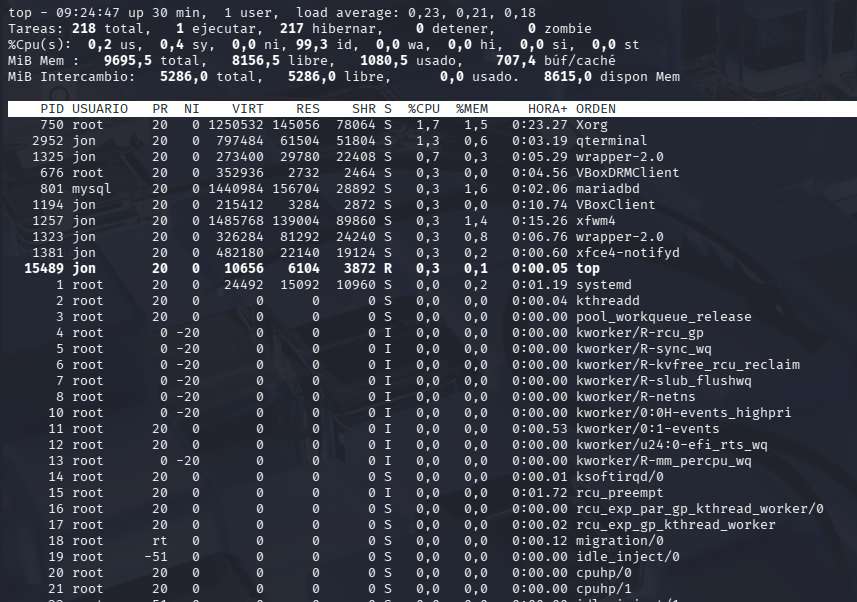 top - 09:24:47 up 30 min,  1 user,  load average: 0,23, 0,21, 0,18
Tareas: 218 total,   1 ejecutar, 217 hibernar,    0 detener,    0 zombie
%Cpu(s):  0,2 us,  0,4 sy,  0,0 ni, 99,3 id,  0,0 wa,  0,0 hi,  0,0 si,  0,0 st
MiB Mem :   9695,5 total,   8156,5 libre,   1080,5 usado,    707,4 búf/caché
MiB Intercambio:   5286,0 total,   5286,0 libre,      0,0 usado.   8615,0 dispon Mem
PID USUARIO   PR  NI    VIRT    RES    SHR S  %CPU  %MEM     HORA+ ORDEN
750 root      20   0 1250532 145056  78064 S   1,7   1,5   0:23.27 Xorg
2952 jon       20   0  797484  61504  51804 S   1,3   0,6   0:03.19 qterminal
1325 jon       20   0  273400  29780  22408 S   0,7   0,3   0:05.29 wrapper-2.0
676 root      20   0  352936   2732   2464 S   0,3   0,0   0:04.56 VBoxDRMClient
801 mysql     20   0 1440984 156704  28892 S   0,3   1,6   0:02.06 mariadbd
1194 jon       20   0  215412   3284   2872 S   0,3   0,0   0:10.74 VBoxClient
1257 jon       20   0 1485768 139004  89860 S   0,3   1,4   0:15.26 xfwm4
1323 jon       20   0  326284  81292  24240 S   0,3   0,8   0:06.76 wrapper-2.0
1381 jon       20   0  482180  22140  19124 S   0,3   0,2   0:00.60 xfce4-notifyd
15489 jon       20   0   10656   6104   3872 R   0,3   0,1   0:00.05 top
1 root      20   0   24492  15092  10960 S   0,0   0,2   0:01.19 systemd
2 root      20   0       0      0      0 S   0,0   0,0   0:00.04 kthreadd
3 root      20   0       0      0      0 S   0,0   0,0   0:00.00 pool_workqueue_release
4 root       0 -20       0      0      0 I   0,0   0,0   0:00.00 kworker/R-rcu_gp
5 root       0 -20       0      0      0 I   0,0   0,0   0:00.00 kworker/R-sync_wq
6 root       0 -20       0      0      0 I   0,0   0,0   0:00.00 kworker/R-kvfree_rcu_reclaim
7 root       0 -20       0      0      0 I   0,0   0,0   0:00.00 kworker/R-slub_flushwq
8 root       0 -20       0      0      0 I   0,0   0,0   0:00.00 kworker/R-netns
10 root       0 -20       0      0      0 I   0,0   0,0   0:00.00 kworker/0:0H-events_highpri
11 root      20   0       0      0      0 I   0,0   0,0   0:00.53 kworker/0:1-events
12 root      20   0       0      0      0 I   0,0   0,0   0:00.00 kworker/u24:0-efi_rts_wq
13 root       0 -20       0      0      0 I   0,0   0,0   0:00.00 kworker/R-mm_percpu_wq
14 root      20   0       0      0      0 S   0,0   0,0   0:00.01 ksoftirqd/0
15 root      20   0       0      0      0 I   0,0   0,0   0:01.72 rcu_preempt
16 root      20   0       0      0      0 S   0,0   0,0   0:00.00 rcu_exp_par_gp_kthread_worker/0
17 root      20   0       0      0      0 S   0,0   0,0   0:00.02 rcu_exp_gp_kthread_worker
18 root      rt   0       0      0      0 S   0,0   0,0   0:00.12 migration/0
19 root     -51   0       0      0      0 S   0,0   0,0   0:00.00 idle_inject/0
20 root      20   0       0      0      0 S   0,0   0,0   0:00.00 cpuhp/0
21 root      20   0       0      0      0 S   0,0   0,0   0:00.00 cpuhp/1